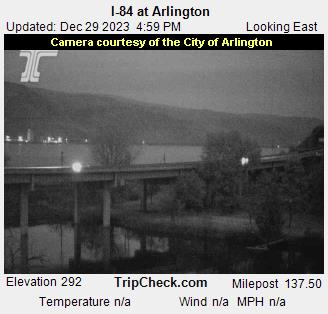 I-84 at Arlington
Updated: Dec 29 2023 4:59 PM Looking East
Camera courtesy of the City of Arlington
Elevation 292 TripCheck.com Milepost 137.50
Temperature n/a Wind n/a MPH n/a